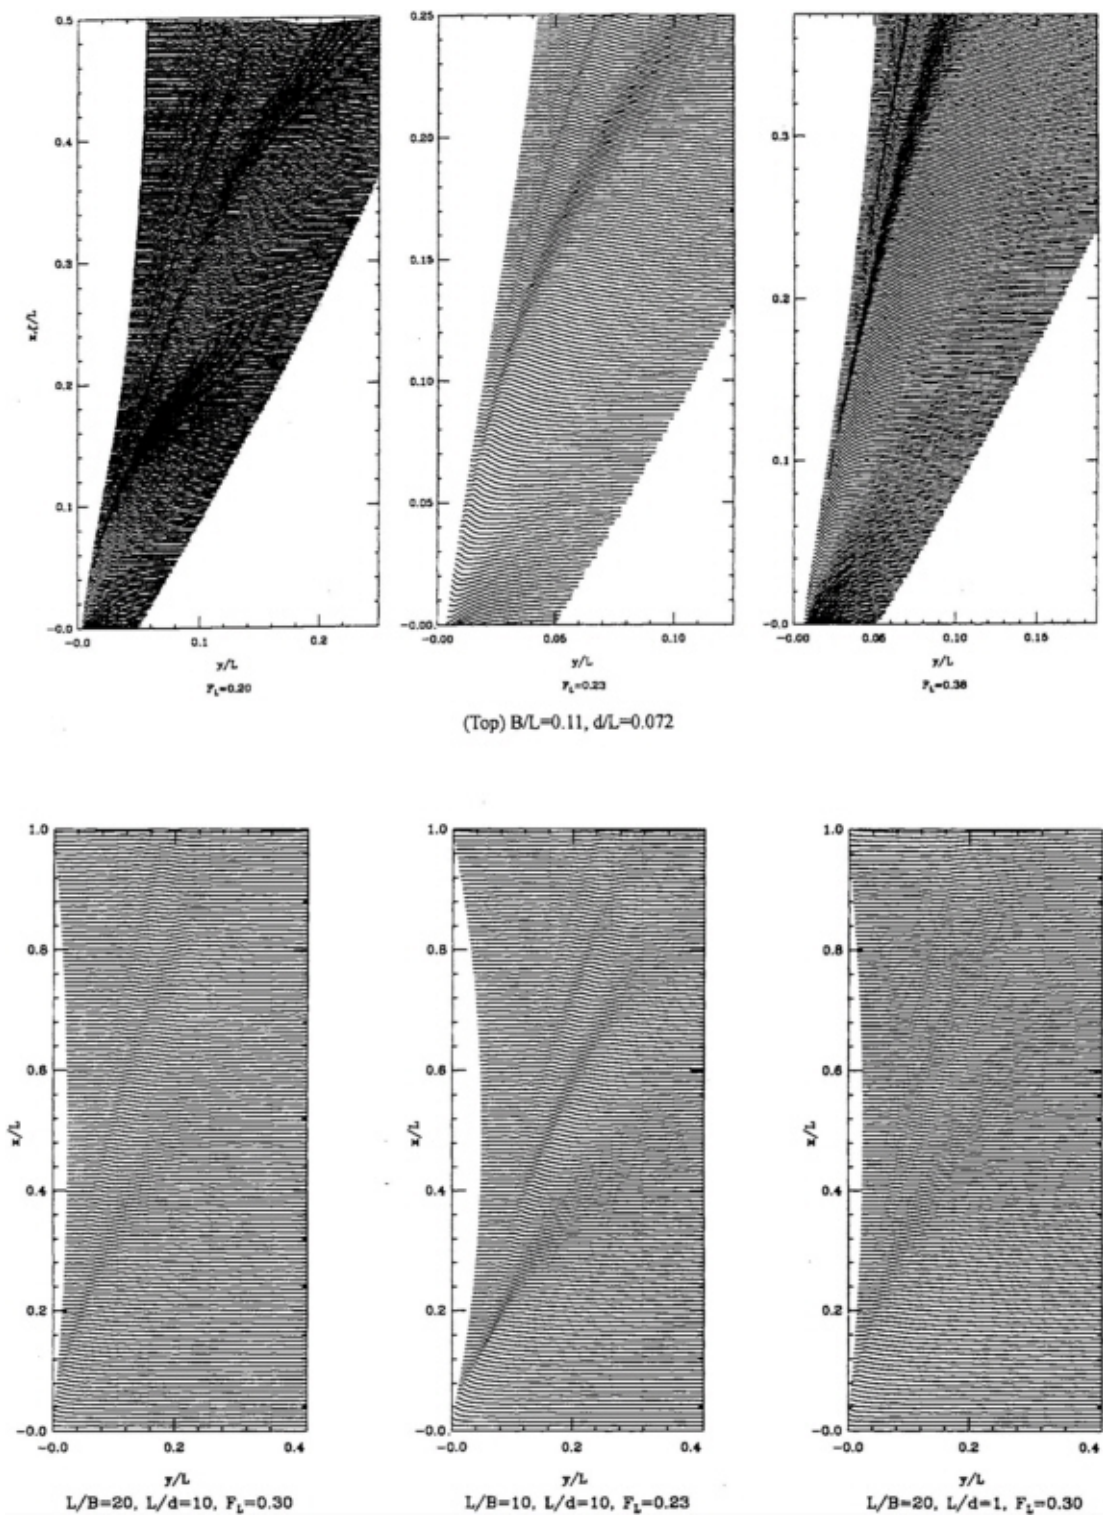 0.5
0.4
0.3
0.2
0.1
-0.0
x,ζ/L
-0.0 0.1 0.2
y/L
F_L=0.20
0.25
0.20
0.15
0.10
0.05
-0.00
-0.00 0.05 0.10
y/L
F_L=0.23
0.3
0.2
0.1
-0.0
-0.00 0.05 0.10 0.15
y/L
F_L=0.38
(Top) B/L=0.11, d/L=0.072
1.0
0.8
0.6
0.4
0.2
-0.0
x/L
-0.0 0.2 0.4
y/L
L/B=20, L/d=10, F_L=0.30
1.0
0.8
0.6
0.4
0.2
-0.0
x/L
-0.0 0.2 0.4
y/L
L/B=10, L/d=10, F_L=0.23
1.0
0.8
0.6
0.4
0.2
-0.0
x/L
-0.0 0.2 0.4
y/L
L/B=20, L/d=1, F_L=0.30